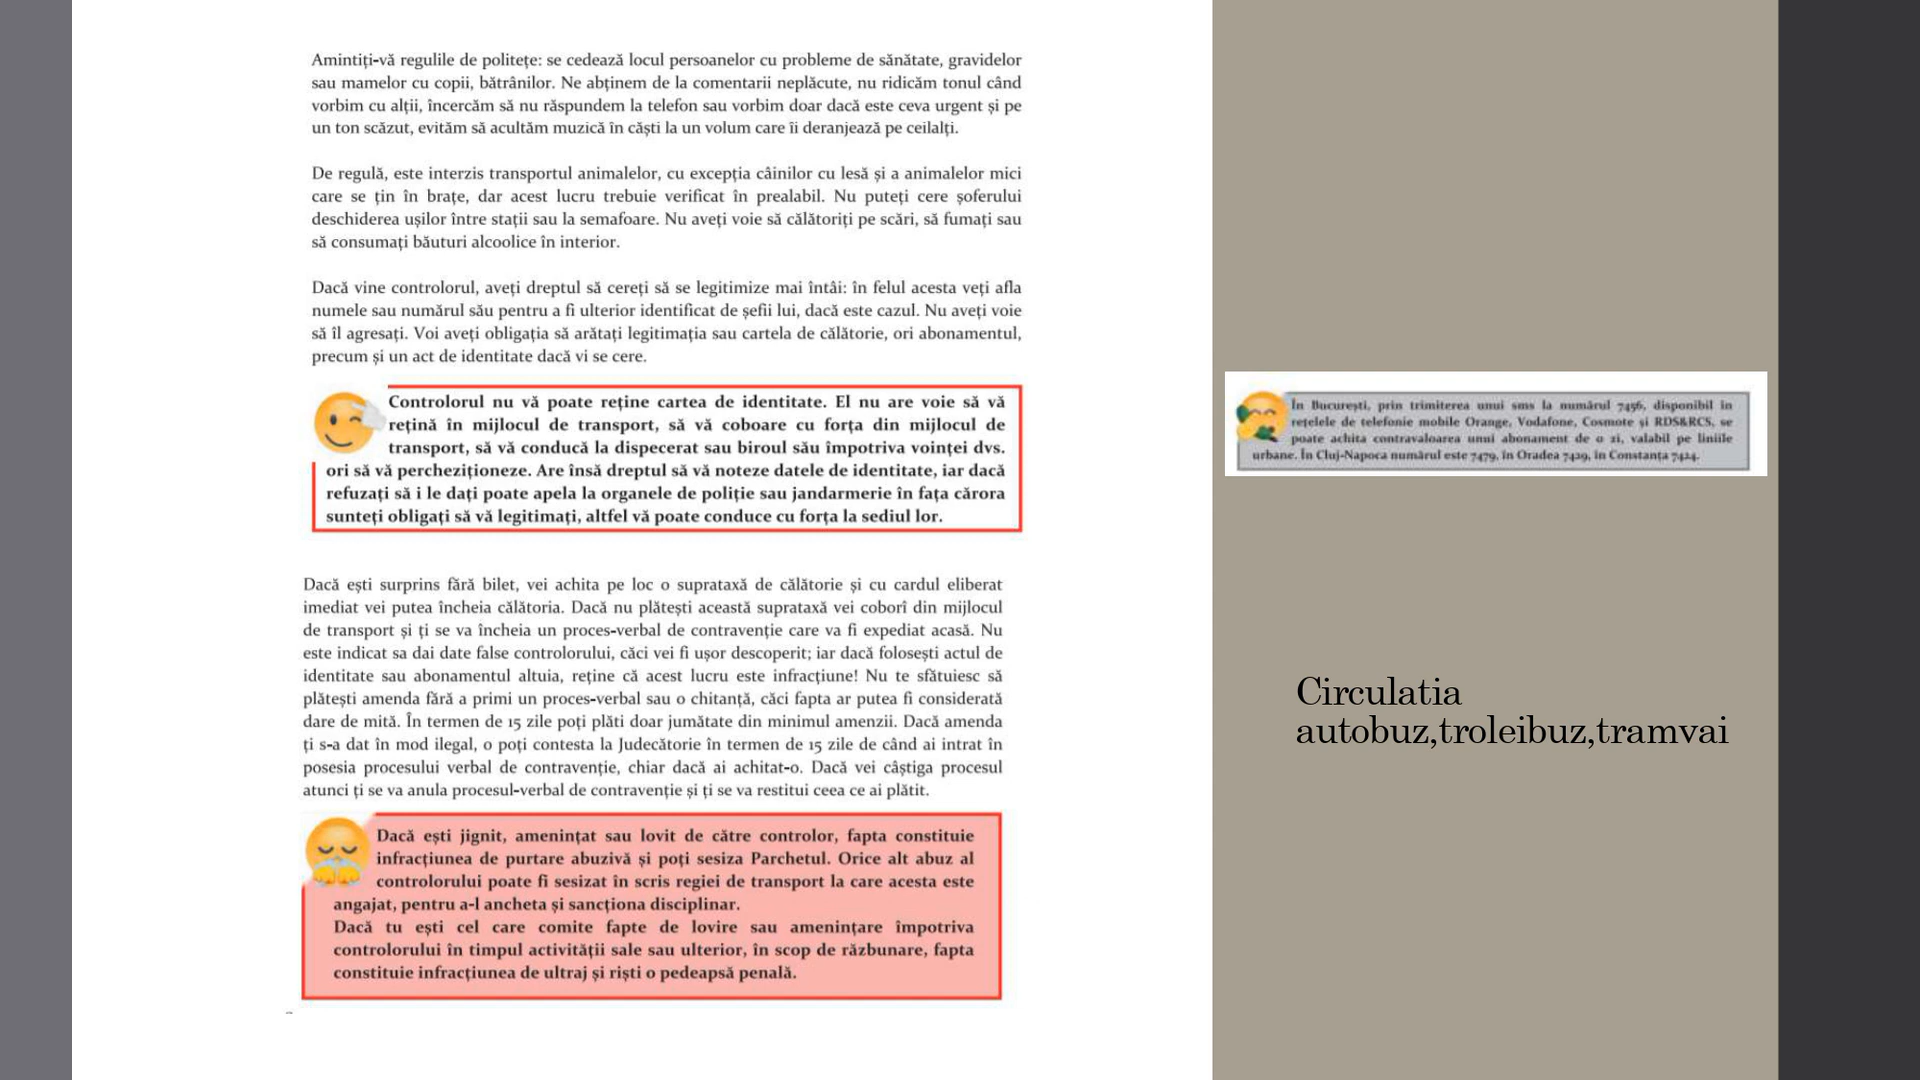 Amintiți-vă regulile de politețe: se cedează locul persoanelor cu probleme de sănătate, gravidelor
sau mamelor cu copii, bătrânilor. Ne abținem de la comentarii neplăcute, nu ridicăm tonul când
vorbim cu alții, încercăm să nu răspundem la telefon sau vorbim doar dacă este ceva urgent și pe
un ton scăzut, evităm să acultăm muzică în căști la un volum care îi deranjează pe ceilalți.
De regulă, este interzis transportul animalelor, cu excepția câinilor cu lesă și a animalelor mici
care se țin în brațe, dar acest lucru trebuie verificat în prealabil. Nu puteți cere șoferului
deschiderea ușilor între stații sau la semafoare. Nu aveți voie să călătoriți pe scări, să fumați sau
să consumați băuturi alcoolice în interior.
Dacă vine controlorul, aveți dreptul să cereți să se legitimize mai întâi: în felul acesta veți afla
numele sau numărul său pentru a fi ulterior identificat de șefii lui, dacă este cazul. Nu aveți voie
să îl agresați. Voi aveți obligația să arătați legitimația sau cartela de călătorie, ori abonamentul,
precum și un act de identitate dacă vi se cere.
Controlorul nu vă poate reține cartea de identitate. El nu are voie să vă
rețină în mijlocul de transport, să vă coboare cu forța din mijlocul de
transport, să vă conducă la dispecerat sau biroul său împotriva voinței dvs.
ori să vă percheziționeze. Are însă dreptul să vă noteze datele de identitate, iar dacă
refuzați să i le dați poate apela la organele de poliție sau jandarmerie în fața cărora
sunteți obligați să vă legitimați, altfel vă poate conduce cu forța la sediul lor.
Dacă ești surprins fără bilet, vei achita pe loc o suprataxă de călătorie și cu cardul eliberat
imediat vei putea încheia călătoria. Dacă nu plătești această suprataxă vei coborî din mijlocul
de transport și ți se va încheia un proces-verbal de contravenție care va fi expediat acasă. Nu
este indicat sa dai date false controlorului, căci vei fi ușor descoperit; iar dacă folosești actul de
identitate sau abonamentul altuia, reține că acest lucru este infracțiune! Nu te sfătuiesc să
plătești amenda fără a primi un proces-verbal sau o chitanță, căci fapta ar putea fi considerată
dare de mită. În termen de 15 zile poți plăti doar jumătate din minimul amenzii. Dacă amenda
ți s-a dat în mod ilegal, o poți contesta la Judecătorie în termen de 15 zile de când ai intrat în
posesia procesului verbal de contravenție, chiar dacă ai achitat-o. Dacă vei câștiga procesul
atunci ți se va anula procesul-verbal de contravenție și ți se va restitui ceea ce ai plătit.
Dacă ești jignit, amenințat sau lovit de către controlor, fapta constituie
infracțiunea de purtare abuzivă și poți sesiza Parchetul. Orice alt abuz al
controlorului poate fi sesizat în scris regiei de transport la care acesta este
angajat, pentru a-l ancheta și sancționa disciplinar.
Dacă tu ești cel care comite fapte de lovire sau amenințare împotriva
controlorului în timpul activității sale sau ulterior, în scop de răzbunare, fapta
constituie infracțiunea de ultraj și riști o pedeapsă penală.
În București, prin trimiterea unui sms la numărul 7456, disponibil în
rețelele de telefonie mobile Orange, Vodafone, Cosmote și RDS&RCS, se
poate achita contravaloarea unui abonament de o zi, valabil pe liniile
urbane. În Cluj-Napoca numărul este 7479, în Oradea 7429, în Constanța 7424.
Circulatia
autobuz,troleibuz,tramvai